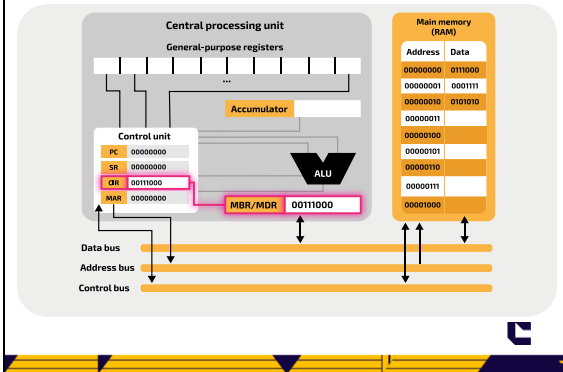 Central processing unit
General-purpose registers
...
Accumulator
Control unit
PC 00000000
SR 00000000
CIR 00111000
MAR 00000000
ALU
MBR/MDR 00111000
Main memory
(RAM)
Address Data
00000000 0111000
00000001 0001111
00000010 0101010
00000011
00000100
00000101
00000110
00000111
00001000
Data bus
Address bus
Control bus